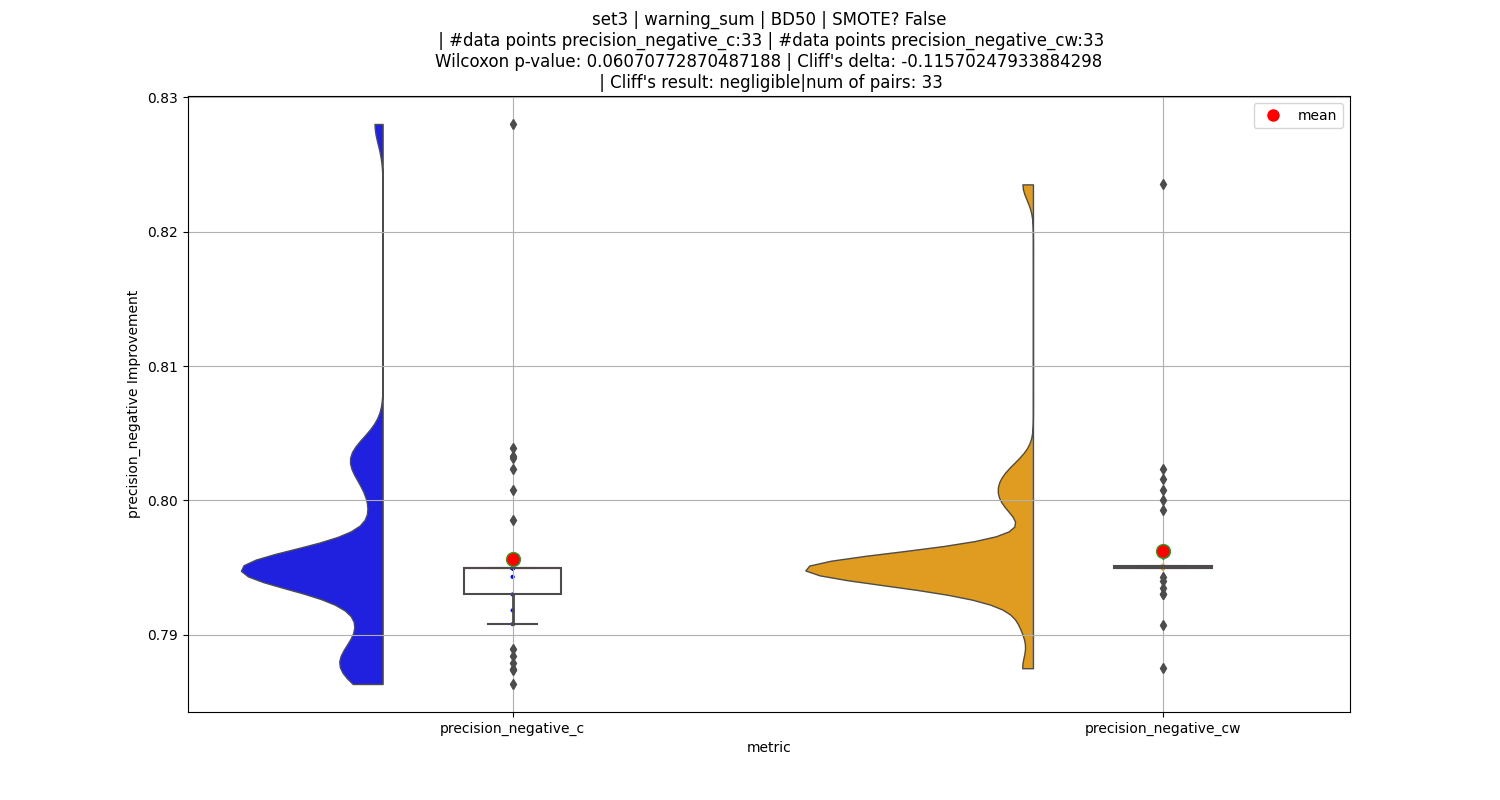 set3 | warning_sum | BD50 | SMOTE? False
| #data points precision_negative_c:33 | #data points precision_negative_cw:33
Wilcoxon p-value: 0.06070772870487188 | Cliff's delta: -0.11570247933884298
| Cliff's result: negligible|num of pairs: 33
mean
0.83
0.82
0.81
0.80
0.79
precision_negative Improvement
precision_negative_c
precision_negative_cw
metric